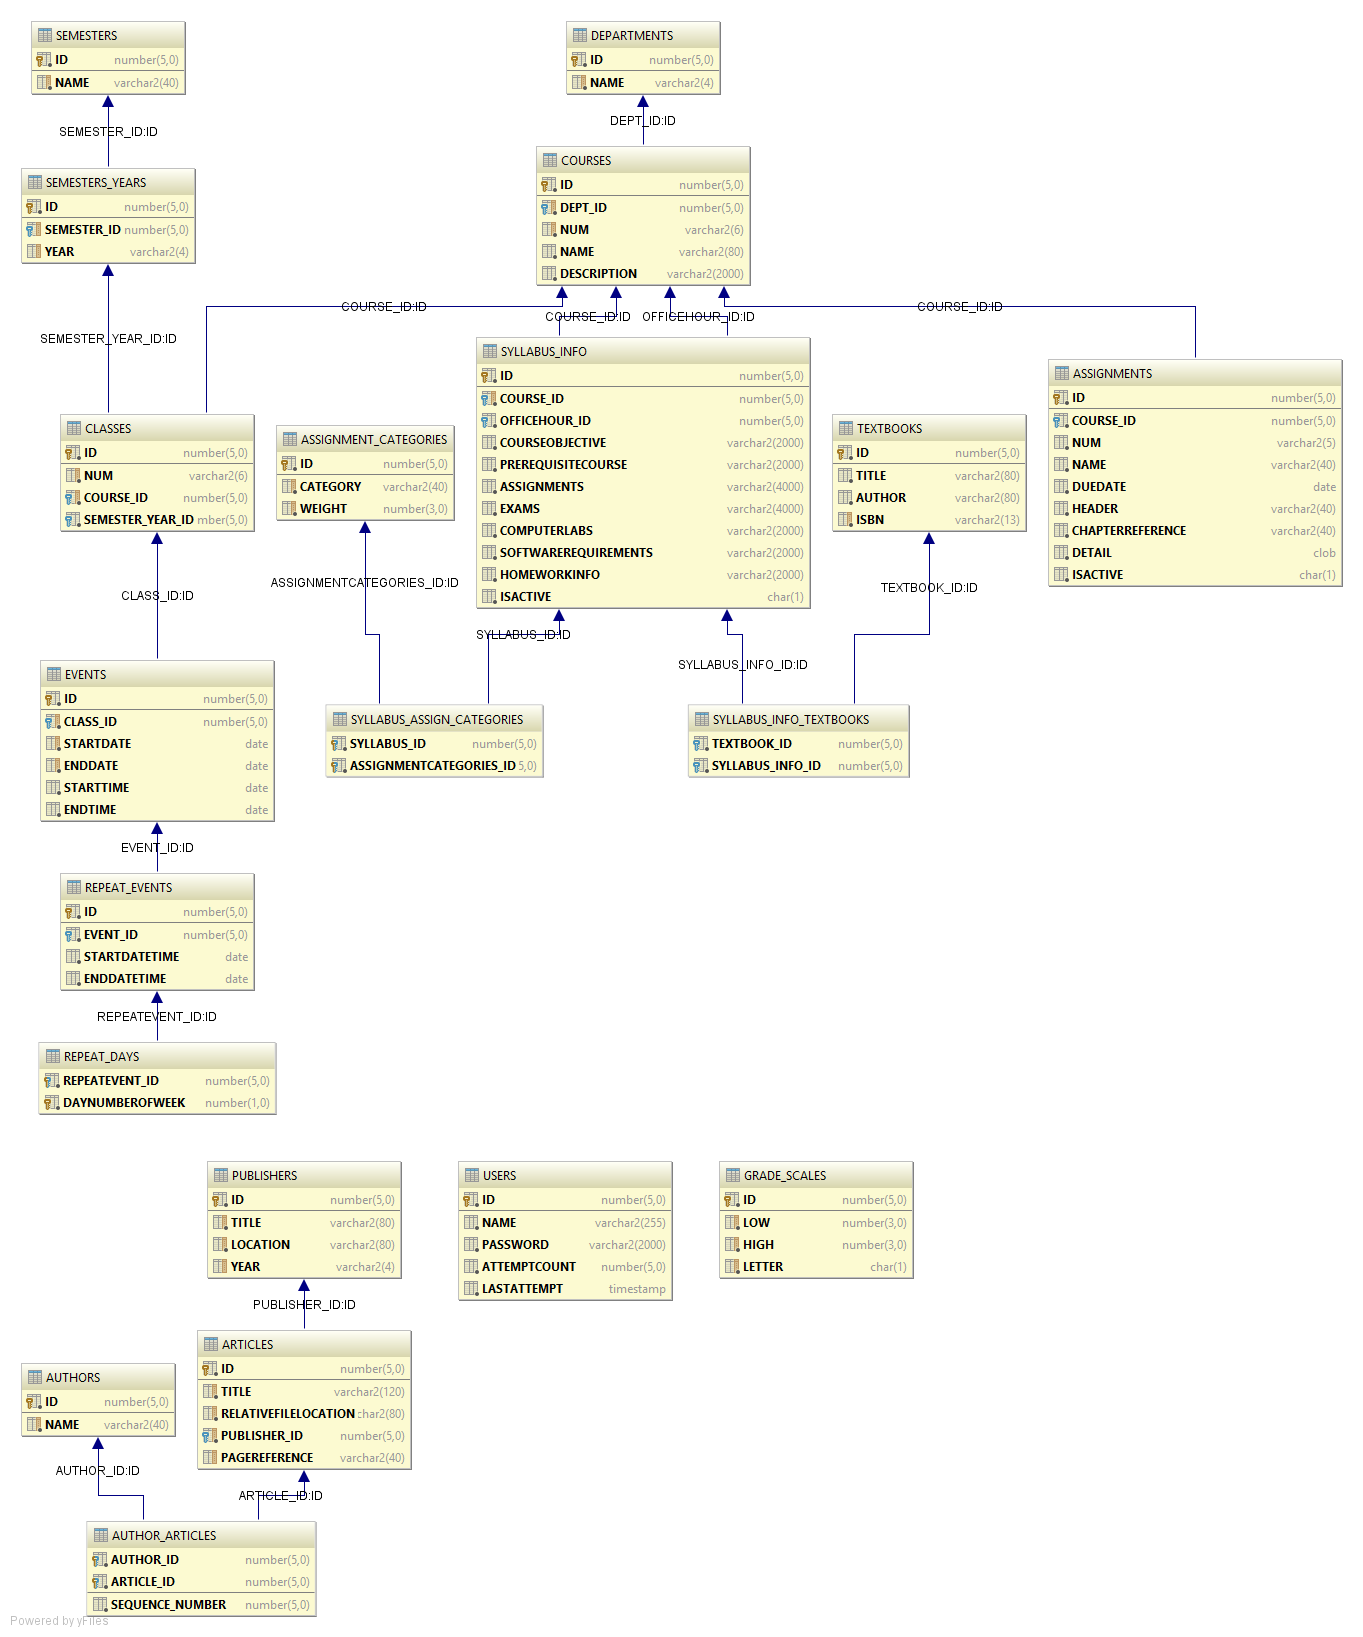 SEMESTERS
ID number(5,0)
NAME varchar2(40)
DEPARTMENTS
ID number(5,0)
NAME varchar2(4)
SEMESTER_ID:ID
DEPT_ID:ID
SEMESTERS_YEARS
ID number(5,0)
SEMESTER_ID number(5,0)
YEAR varchar2(4)
COURSES
ID number(5,0)
DEPT_ID number(5,0)
NUM varchar2(6)
NAME varchar2(80)
DESCRIPTION varchar2(2000)
SEMESTER_YEAR_ID:ID
COURSE_ID:ID
COURSE_ID:ID
OFFICEHOUR_ID:ID
COURSE_ID:ID
CLASSES
ID number(5,0)
NUM varchar2(6)
COURSE_ID number(5,0)
SEMESTER_YEAR_ID mber(5,0)
ASSIGNMENT_CATEGORIES
ID number(5,0)
CATEGORY varchar2(40)
WEIGHT number(3,0)
SYLLABUS_INFO
ID number(5,0)
COURSE_ID number(5,0)
OFFICEHOUR_ID number(5,0)
COURSEOBJECTIVE varchar2(2000)
PREREQUISITECOURSE varchar2(2000)
ASSIGNMENTS varchar2(4000)
EXAMS varchar2(4000)
COMPUTERLABS varchar2(2000)
SOFTWAREREQUIREMENTS varchar2(2000)
HOMEWORKINFO varchar2(2000)
ISACTIVE char(1)
TEXTBOOKS
ID number(5,0)
TITLE varchar2(80)
AUTHOR varchar2(80)
ISBN varchar2(13)
ASSIGNMENTS
ID number(5,0)
COURSE_ID number(5,0)
NUM varchar2(5)
NAME varchar2(40)
DUEDATE date
HEADER varchar2(40)
CHAPTERREFERENCE varchar2(40)
DETAIL clob
ISACTIVE char(1)
CLASS_ID:ID
ASSIGNMENTCATEGORIES_ID:ID
SYLLABUS_ID:ID
SYLLABUS_INFO_ID:ID
TEXTBOOK_ID:ID
EVENTS
ID number(5,0)
CLASS_ID number(5,0)
STARTDATE date
ENDDATE date
STARTTIME date
ENDTIME date
SYLLABUS_ASSIGN_CATEGORIES
SYLLABUS_ID number(5,0)
ASSIGNMENTCATEGORIES_ID 5,0)
SYLLABUS_INFO_TEXTBOOKS
TEXTBOOK_ID number(5,0)
SYLLABUS_INFO_ID number(5,0)
EVENT_ID:ID
REPEAT_EVENTS
ID number(5,0)
EVENT_ID number(5,0)
STARTDATETIME date
ENDDATETIME date
REPEATEVENT_ID:ID
REPEAT_DAYS
REPEATEVENT_ID number(5,0)
DAYNUMBEROFWEEK number(1,0)
PUBLISHERS
ID number(5,0)
TITLE varchar2(80)
LOCATION varchar2(80)
YEAR varchar2(4)
USERS
ID number(5,0)
NAME varchar2(255)
PASSWORD varchar2(2000)
ATTEMPTCOUNT number(5,0)
LASTATTEMPT timestamp
GRADE_SCALES
ID number(5,0)
LOW number(3,0)
HIGH number(3,0)
LETTER char(1)
PUBLISHER_ID:ID
AUTHORS
ID number(5,0)
NAME varchar2(40)
ARTICLES
ID number(5,0)
TITLE varchar2(120)
RELATIVEFILELOCATION char2(80)
PUBLISHER_ID number(5,0)
PAGEREFERENCE varchar2(40)
AUTHOR_ID:ID
ARTICLE_ID:ID
AUTHOR_ARTICLES
AUTHOR_ID number(5,0)
ARTICLE_ID number(5,0)
SEQUENCE_NUMBER number(5,0)
Powered by yFiles